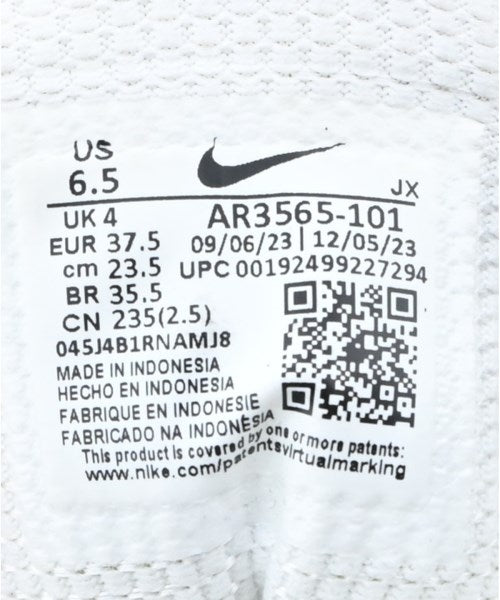 US
6.5
JX
UK 4
AR3565-101
EUR 37.5
09/06/23 | 12/05/23
cm 23.5
UPC 00192499227294
BR 35.5
CN 235(2.5)
045J4B1RNAMJ8
MADE IN INDONESIA
HECHO EN INDONESIA
FABRIQUE EN INDONESIE
FABRICADO NA INDONÉSIA
This product is covered by one or more patents:
www.nike.com/patentsvirtualmarking